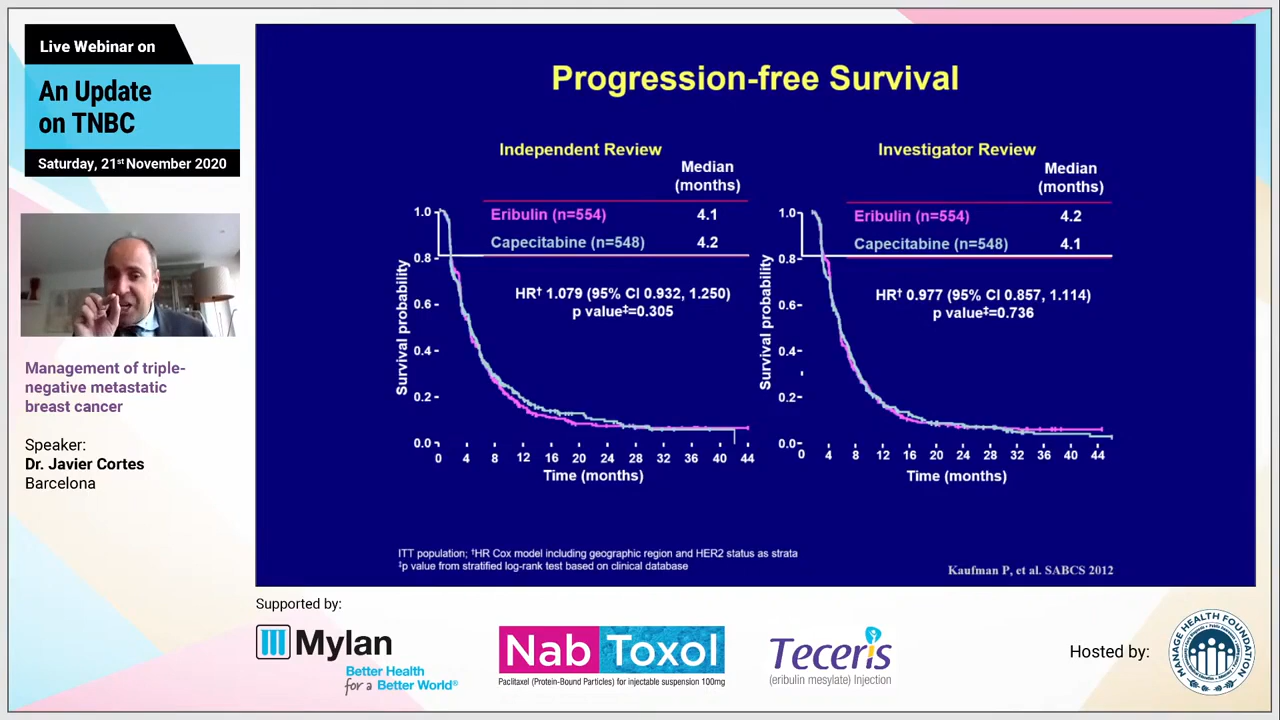 Live Webinar on
An Update
on TNBC
Saturday, 21st November 2020
Management of triple-
negative metastatic
breast cancer
Speaker:
Dr. Javier Cortes
Barcelona
Progression-free Survival
Independent Review
Median
(months)
Eribulin (n=554) 4.1
Capecitabine (n=548) 4.2
HR† 1.079 (95% CI 0.932, 1.250)
p value‡=0.305
Survival probability
1.0
0.8
0.6
0.4
0.2
0.0
0 4 8 12 16 20 24 28 32 36 40 44
Time (months)
Investigator Review
Median
(months)
Eribulin (n=554) 4.2
Capecitabine (n=548) 4.1
HR† 0.977 (95% CI 0.857, 1.114)
p value‡=0.736
Survival probability
1.0
0.8
0.6
0.4
0.2
0.0
0 4 8 12 16 20 24 28 32 36 40 44
Time (months)
ITT population; †HR Cox model including geographic region and HER2 status as strata
‡p value from stratified log-rank test based on clinical database
Kaufman P, et al. SABCS 2012
Supported by:
Mylan
Better Health
for a Better World®
Nab Toxol
Paclitaxel (Protein-Bound Particles) for injectable suspension 100mg
Teceris
(eribulin mesylate) Injection
Hosted by:
MANAGE HEALTH FOUNDATION